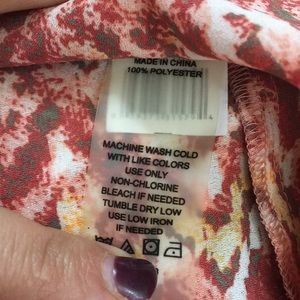 MADE IN CHINA
100% POLYESTER
MACHINE WASH COLD
WITH LIKE COLORS
USE ONLY
NON-CHLORINE
BLEACH IF NEEDED
TUMBLE DRY LOW
USE LOW IRON
IF NEEDED